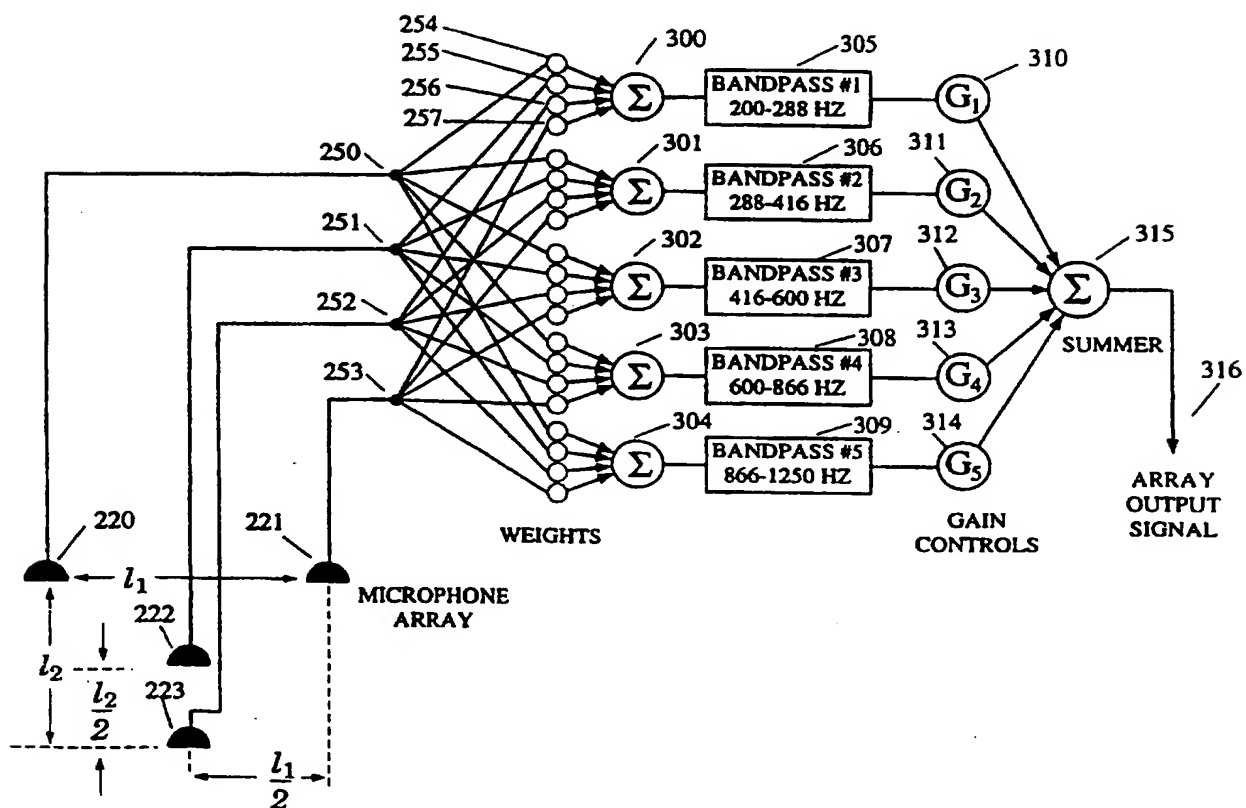 254
255
256
257
300
Σ
305
BANDPASS #1
200-288 HZ
310
G1
250
301
Σ
306
BANDPASS #2
288-416 HZ
311
G2
251
302
Σ
307
BANDPASS #3
416-600 HZ
312
G3
315
Σ
SUMMER
252
303
Σ
308
BANDPASS #4
600-866 HZ
313
G4
316
253
304
Σ
309
BANDPASS #5
866-1250 HZ
314
G5
WEIGHTS
GAIN
CONTROLS
ARRAY
OUTPUT
SIGNAL
220
l1
221
MICROPHONE
ARRAY
222
l2
l2
2
223
l1
2